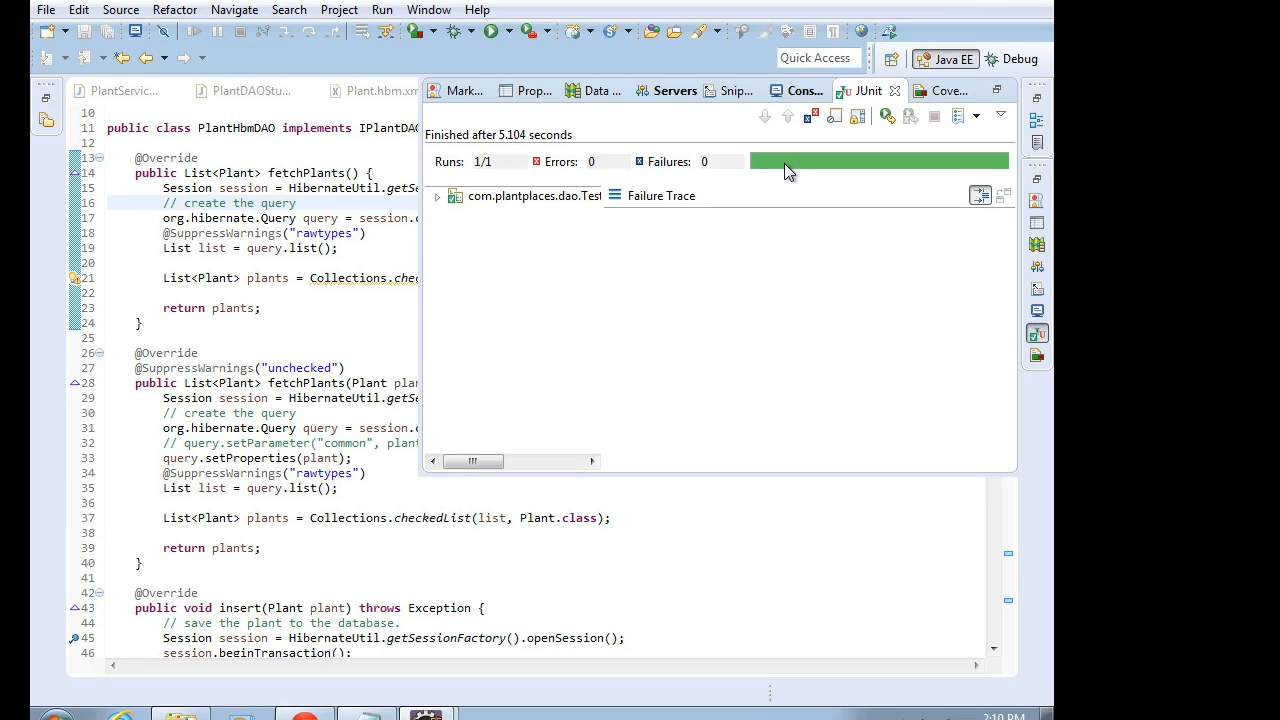 File Edit Source Refactor Navigate Search Project Run Window Help
Quick Access Java EE Debug
PlantServic... PlantDAOStu... Plant.hbm.xm
Mark... Prop... Data ... Servers Snip... Cons... JUnit Cove...
Finished after 5.104 seconds
Runs: 1/1 Errors: 0 Failures: 0
com.plantplaces.dao.Test Failure Trace
10
11 public class PlantHbmDAO implements IPlantDAO
12
13 @Override
14 public List<Plant> fetchPlants() {
15 Session session = HibernateUtil.getSe
16 // create the query
17 org.hibernate.Query query = session.c
18 @SuppressWarnings("rawtypes")
19 List list = query.list();
20
21 List<Plant> plants = Collections.chec
22
23 return plants;
24 }
25
26 @Override
27 @SuppressWarnings("unchecked")
28 public List<Plant> fetchPlants(Plant plan
29 Session session = HibernateUtil.getSe
30 // create the query
31 org.hibernate.Query query = session.c
32 // query.setParameter("common", plant
33 query.setProperties(plant);
34 @SuppressWarnings("rawtypes")
35 List list = query.list();
36
37 List<Plant> plants = Collections.checkedList(list, Plant.class);
38
39 return plants;
40 }
41
42 @Override
43 public void insert(Plant plant) throws Exception {
44 // save the plant to the database.
45 Session session = HibernateUtil.getSessionFactory().openSession();
46 session.beginTransaction();
2:10 PM